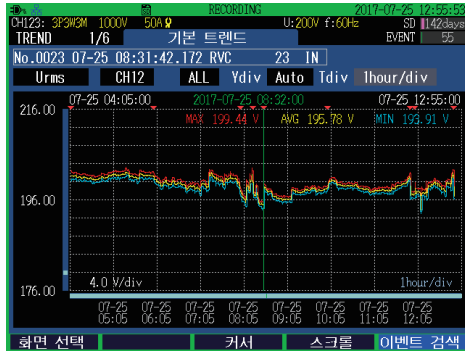 RECORDING 2017-07-25 12:55:53
CH123: 3P3W3M 1000V 50A U:200V f:60Hz SD 142days
TREND 1/6 기본 트렌드 EVENT 55
No.0023 07-25 08:31:42.172 RVC 23 IN
Urms CH12 ALL Ydiv Auto Tdiv 1hour/div
07-25 04:05:00 2017-07-25 08:32:00 07-25 12:55:00
216.00
MAX 199.44 V AVG 195.78 V MIN 193.91 V
196.00
4.0 V/div 1hour/div
176.00
07-25 07-25 07-25 07-25 07-25 07-25 07-25 07-25
05:05 06:05 07:05 08:05 09:05 10:05 11:05 12:05
화면 선택 커서 스크롤 이벤트 검색